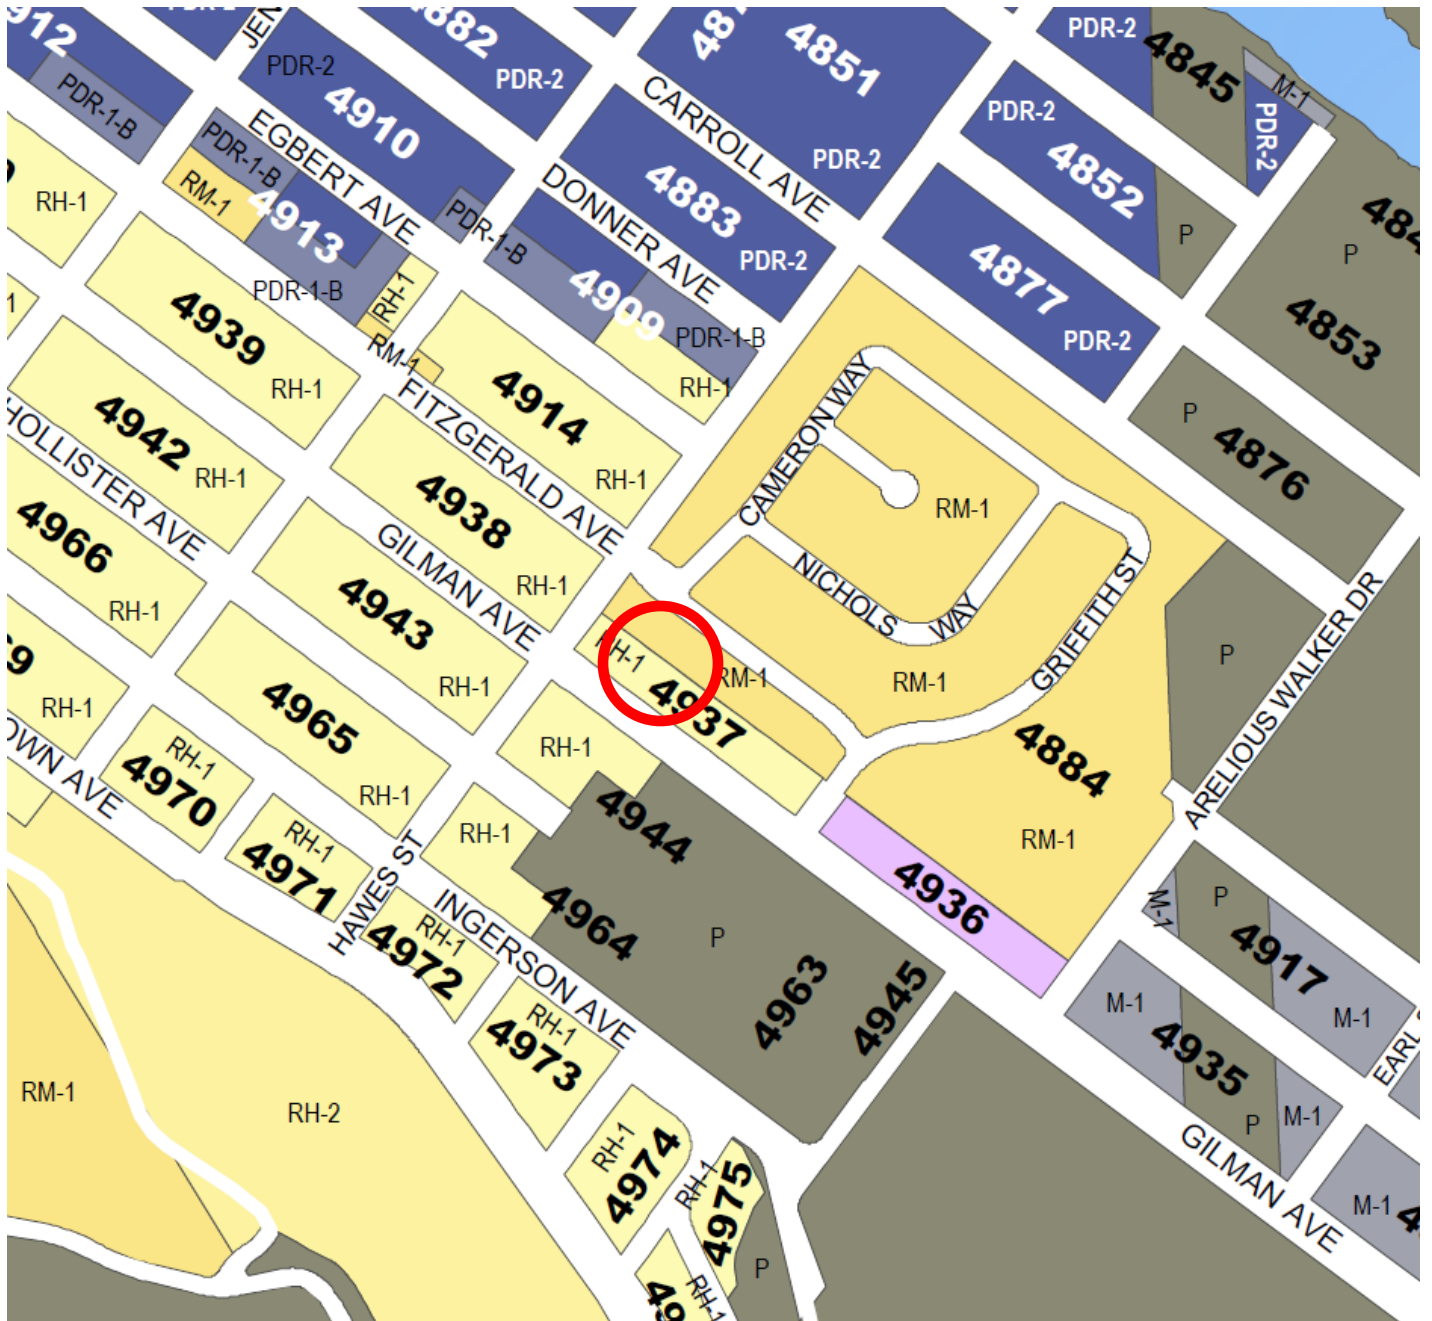 4882
PDR-2
4851
PDR-2
PDR-2
4845
M-1
PDR-2
PDR-1-B
PDR-2
4910
CARROLL AVE
PDR-2
4852
P
4853
P
PDR-1-B
EGBERT AVE
RM-1
4913
PDR-1-B
RH-1
RH-1
RM-1
DONNER AVE
4883
PDR-2
PDR-1-B
4909
PDR-1-B
RH-1
4877
PDR-2
P
4876
RH-1
4939
RH-1
4914
RH-1
FITZGERALD AVE
4942
RH-1
HOLLISTER AVE
4938
RH-1
GILMAN AVE
CAMERON WAY
RM-1
NICHOLS WAY
GRIFFITH ST
RM-1
4966
RH-1
4943
RH-1
RH-1
RM-1
4937
P
ARELIOUS WALKER DR
4884
RM-1
RH-1
4965
RH-1
RH-1
4944
RH-1
4970
RH-1
RH-1
4971
HAWES ST
RH-1
4964
P
4963
4945
4936
M-1
P
4917
M-1
M-1
4935
P
M-1
RH-1
4972
INGERSON AVE
RH-1
4973
RM-1
RH-2
RH-1
4974
RH-1
4975
P
RH-1
GILMAN AVE
M-1